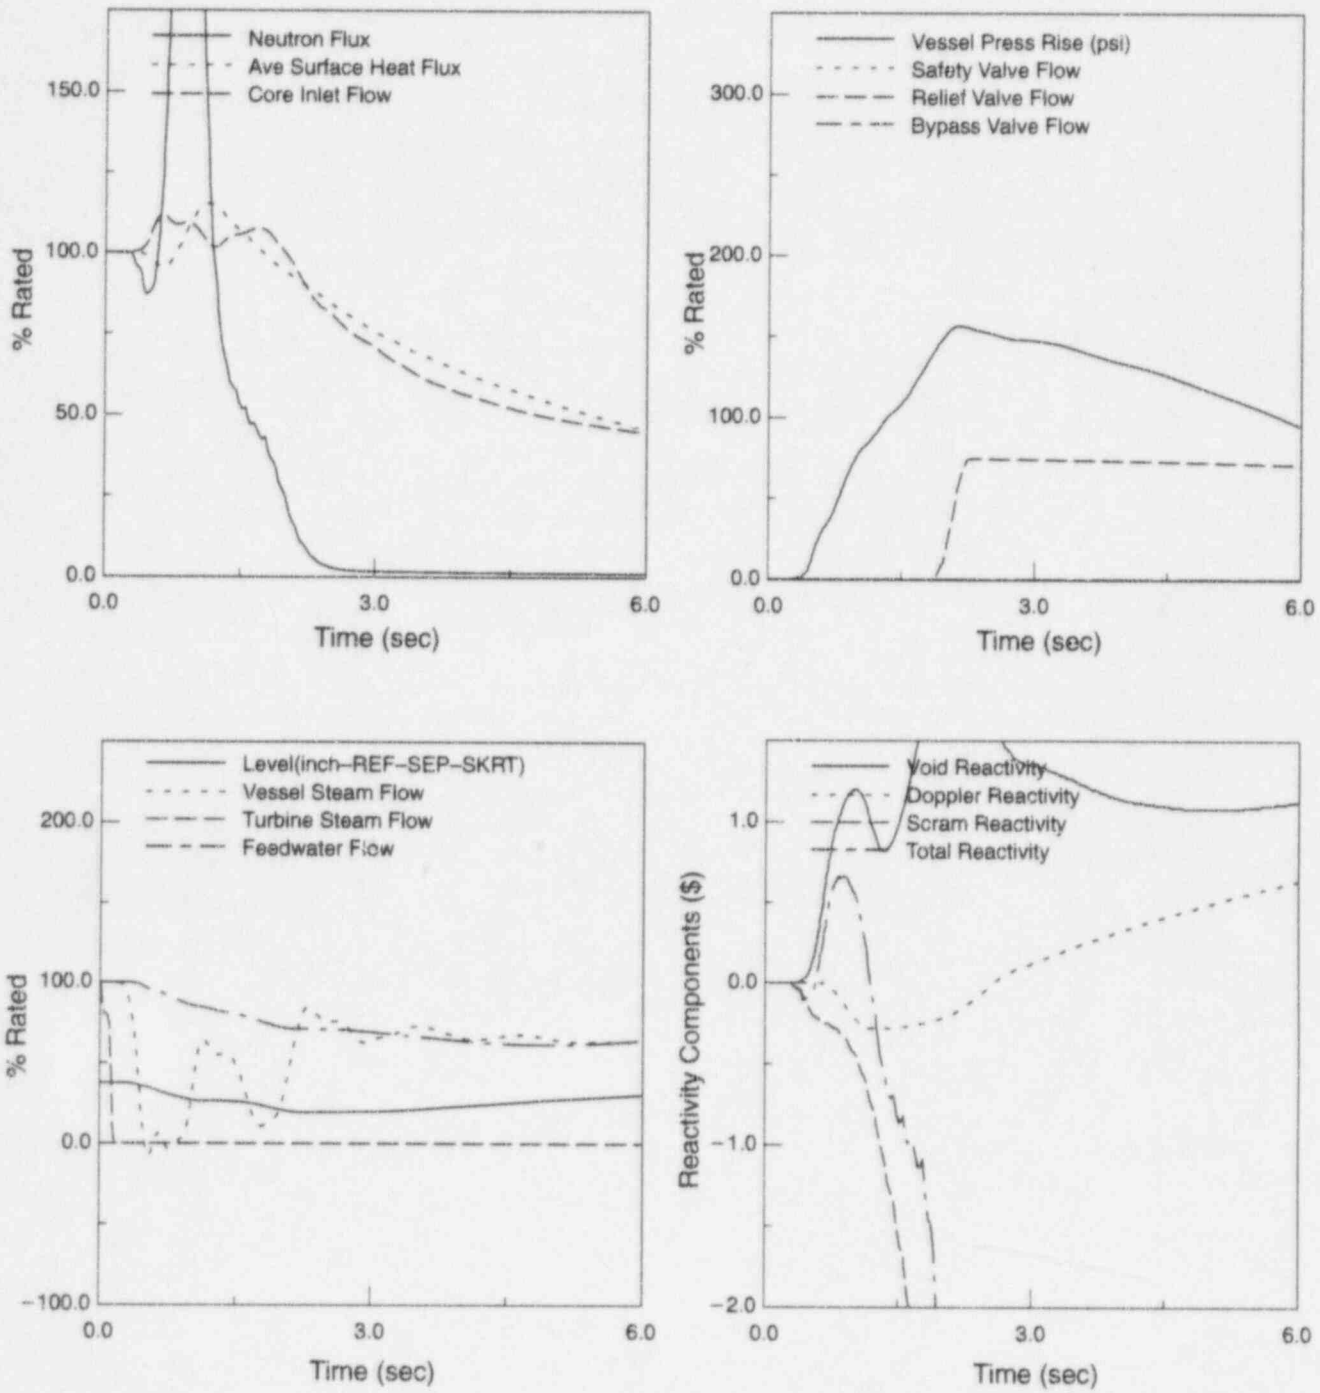 Neutron Flux
Ave Surface Heat Flux
Core Inlet Flow
150.0
100.0
50.0
0.0
% Rated
0.0 3.0 6.0
Time (sec)
Vessel Press Rise (psi)
Safety Valve Flow
Relief Valve Flow
Bypass Valve Flow
300.0
200.0
100.0
0.0
% Rated
0.0 3.0 6.0
Time (sec)
Level(inch-REF-SEP-SKRT)
Vessel Steam Flow
Turbine Steam Flow
Feedwater Flow
200.0
100.0
0.0
-100.0
% Rated
0.0 3.0 6.0
Time (sec)
Void Reactivity
Doppler Reactivity
Scram Reactivity
Total Reactivity
1.0
0.0
-1.0
-2.0
Reactivity Components ($)
0.0 3.0 6.0
Time (sec)